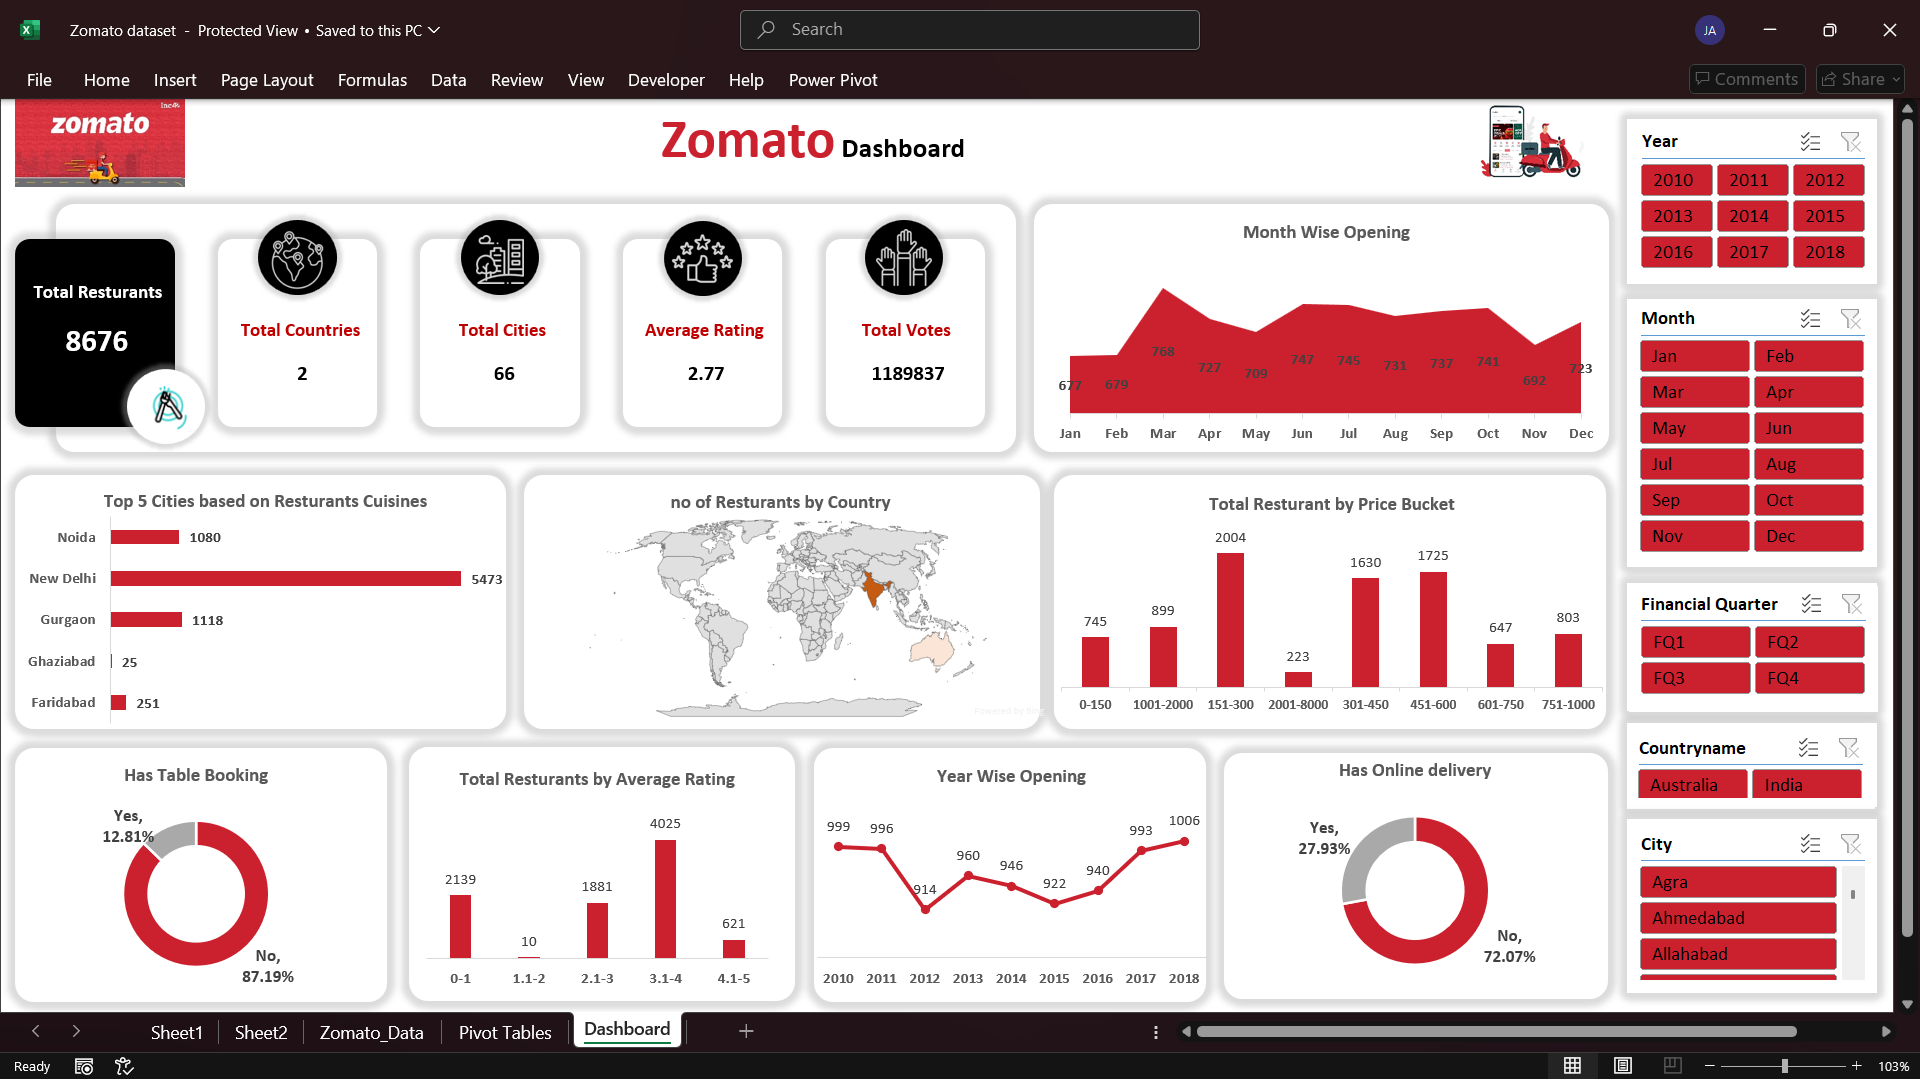 Zomato dataset - Protected View • Saved to this PC
Search
JA
File Home Insert Page Layout Formulas Data Review View Developer Help Power Pivot
Comments
Share
zomato
Zomato Dashboard
Total Resturants
8676
Total Countries
2
Total Cities
66
Average Rating
2.77
Total Votes
1189837
Month Wise Opening
677 679 768 727 709 747 745 731 737 741 692 723
Jan Feb Mar Apr May Jun Jul Aug Sep Oct Nov Dec
Top 5 Cities based on Resturants Cuisines
Noida 1080
New Delhi 5473
Gurgaon 1118
Ghaziabad 25
Faridabad 251
no of Resturants by Country
Powered by Bing
Total Resturant by Price Bucket
745 899 2004 223 1630 1725 647 803
0-150 1001-2000 151-300 2001-8000 301-450 451-600 601-750 751-1000
Has Table Booking
Yes,
12.81%
No,
87.19%
Total Resturants by Average Rating
2139 10 1881 4025 621
0-1 1.1-2 2.1-3 3.1-4 4.1-5
Year Wise Opening
999 996 914 960 946 922 940 993 1006
2010 2011 2012 2013 2014 2015 2016 2017 2018
Has Online delivery
Yes,
27.93%
No,
72.07%
Year
2010 2011 2012
2013 2014 2015
2016 2017 2018
Month
Jan Feb
Mar Apr
May Jun
Jul Aug
Sep Oct
Nov Dec
Financial Quarter
FQ1 FQ2
FQ3 FQ4
Countryname
Australia India
City
Agra
Ahmedabad
Allahabad
Sheet1 Sheet2 Zomato_Data Pivot Tables Dashboard
Ready
103%